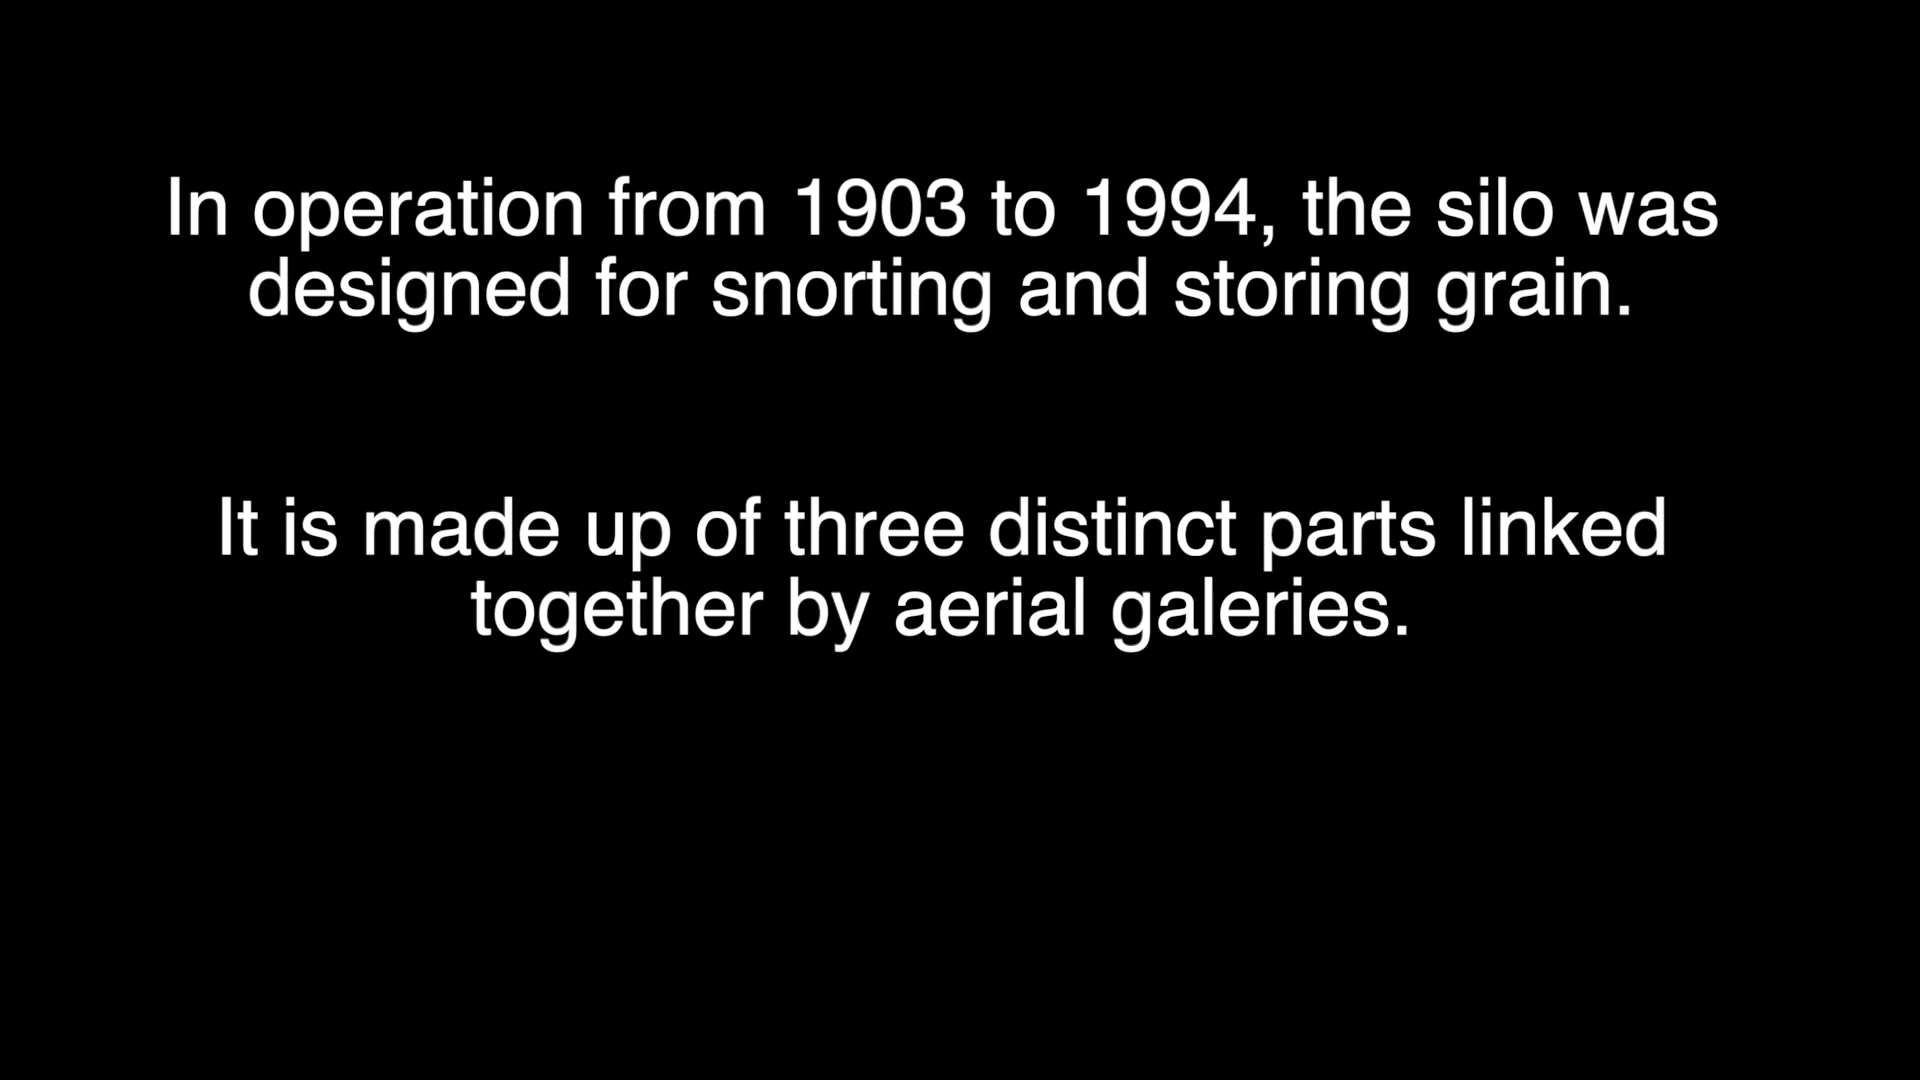 In operation from 1903 to 1994, the silo was
designed for snorting and storing grain.
It is made up of three distinct parts linked
together by aerial galeries.